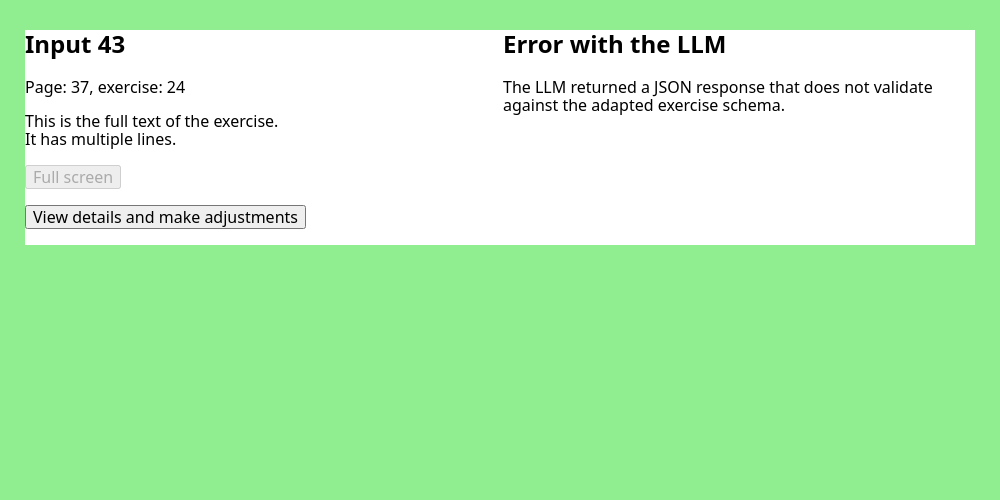 Input 43
Page: 37, exercise: 24
This is the full text of the exercise.
It has multiple lines.
Full screen
View details and make adjustments
Error with the LLM
The LLM returned a JSON response that does not validate
against the adapted exercise schema.